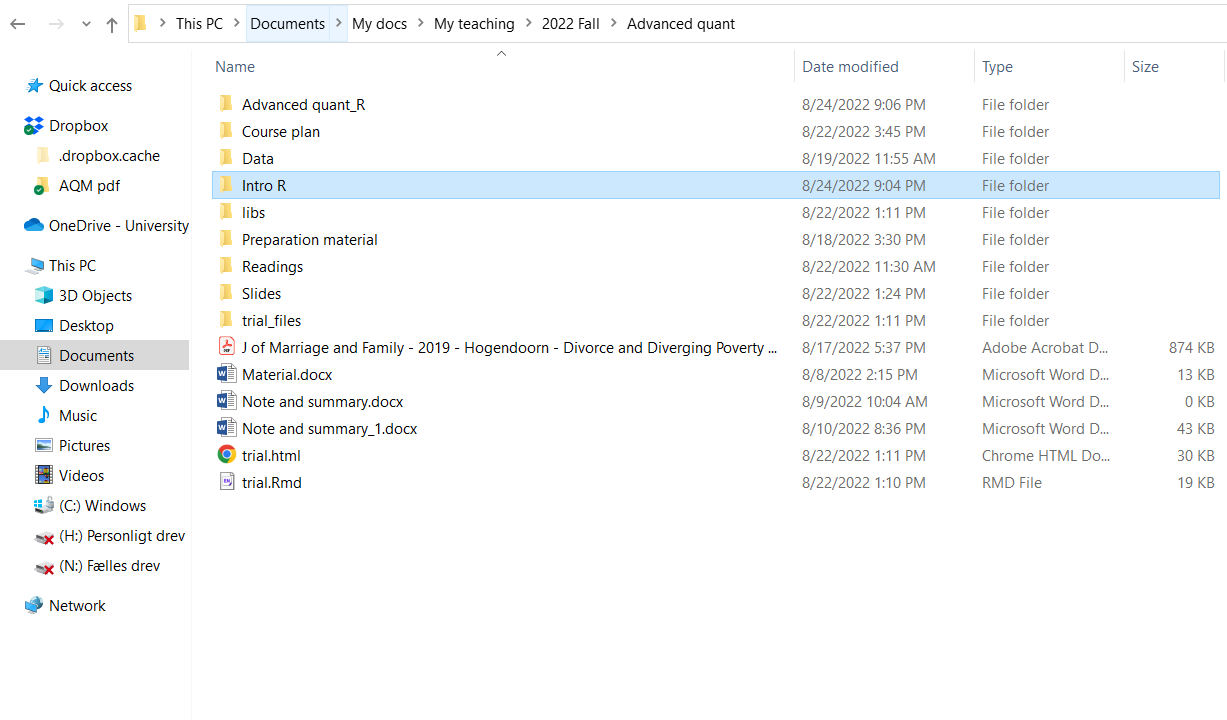 This PC > Documents > My docs > My teaching > 2022 Fall > Advanced quant
Name Date modified Type Size
Quick access
Dropbox
.dropbox.cache
AQM pdf
OneDrive - University
This PC
3D Objects
Desktop
Documents
Downloads
Music
Pictures
Videos
(C:) Windows
(H:) Personligt drev
(N:) Fælles drev
Network
Advanced quant_R 8/24/2022 9:06 PM File folder
Course plan 8/22/2022 3:45 PM File folder
Data 8/19/2022 11:55 AM File folder
Intro R 8/24/2022 9:04 PM File folder
libs 8/22/2022 1:11 PM File folder
Preparation material 8/18/2022 3:30 PM File folder
Readings 8/22/2022 11:30 AM File folder
Slides 8/22/2022 1:24 PM File folder
trial_files 8/22/2022 1:11 PM File folder
J of Marriage and Family - 2019 - Hogendoorn - Divorce and Diverging Poverty ... 8/17/2022 5:37 PM Adobe Acrobat D... 874 KB
Material.docx 8/8/2022 2:15 PM Microsoft Word D... 13 KB
Note and summary.docx 8/9/2022 10:04 AM Microsoft Word D... 0 KB
Note and summary_1.docx 8/10/2022 8:36 PM Microsoft Word D... 43 KB
trial.html 8/22/2022 1:11 PM Chrome HTML Do... 30 KB
trial.Rmd 8/22/2022 1:10 PM RMD File 19 KB